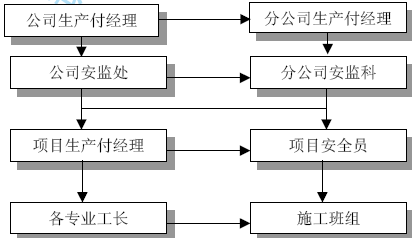 公司生产付经理
分公司生产付经理
公司安监处
分公司安监科
项目生产付经理
项目安全员
各专业工长
施工班组